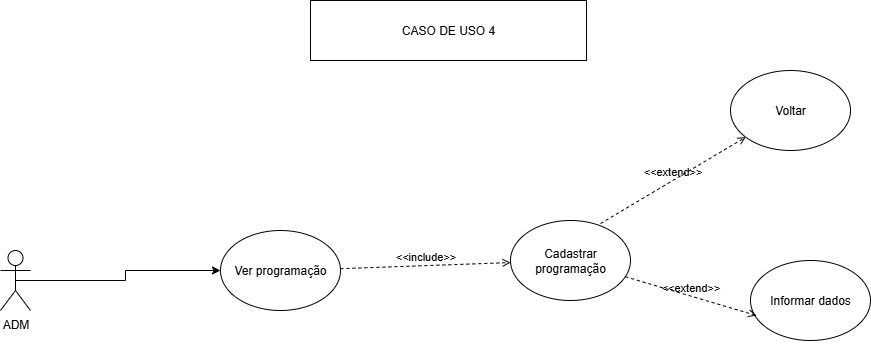 CASO DE USO 4
Voltar
<<extend>>
Cadastrar
programação
<<include>>
Ver programação
<<extend>>
Informar dados
ADM